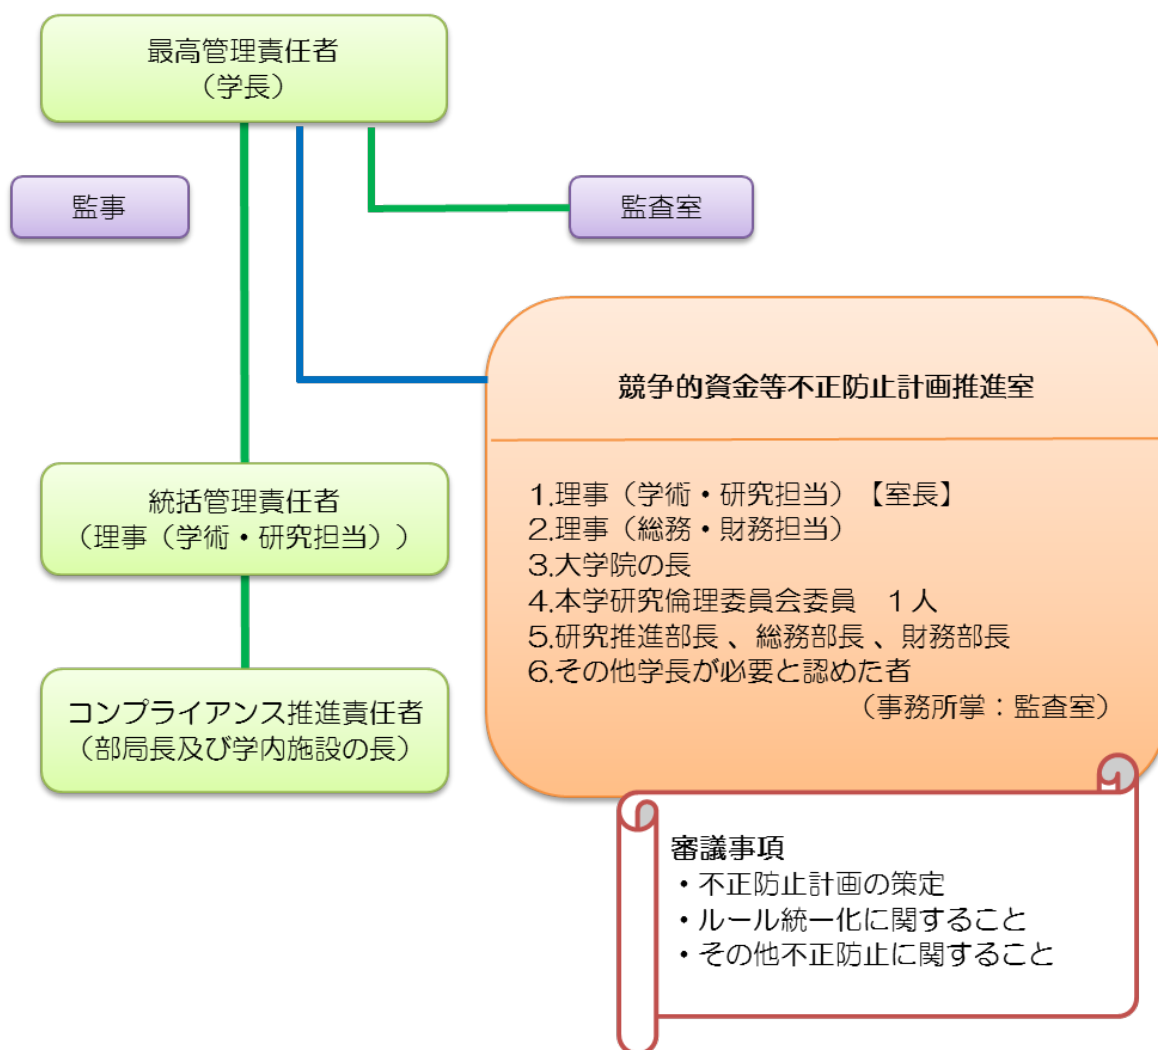 最高管理責任者
（学長）
監事
監査室
競争的資金等不正防止計画推進室
1.理事（学術・研究担当）【室長】
2.理事（総務・財務担当）
3.大学院の長
4.本学研究倫理委員会委員　１人
5.研究推進部長 、総務部長 、財務部長
6.その他学長が必要と認めた者
（事務所掌：監査室）
統括管理責任者
（理事（学術・研究担当））
コンプライアンス推進責任者
（部局長及び学内施設の長）
審議事項
・不正防止計画の策定
・ルール統一化に関すること
・その他不正防止に関すること